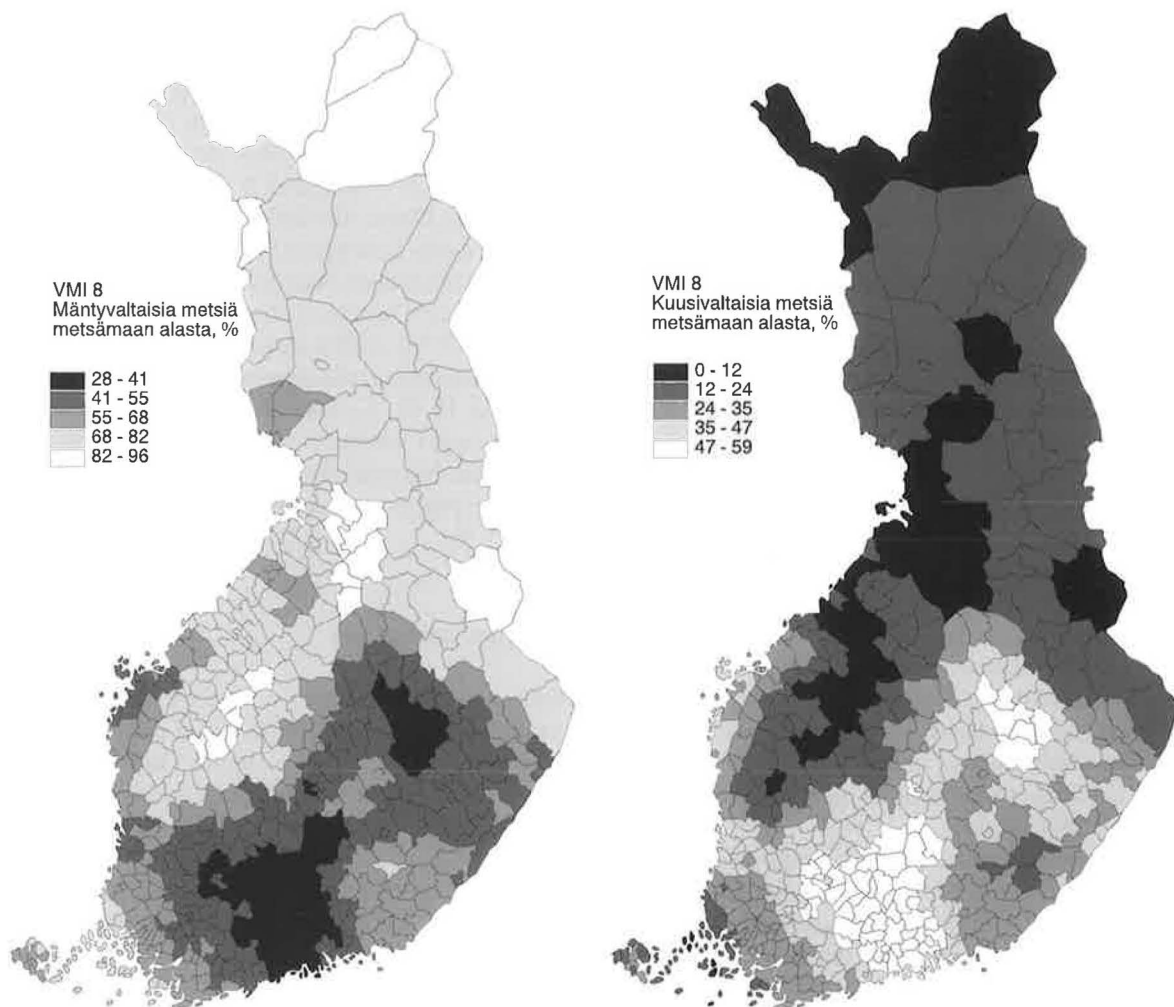 VMI 8
Mäntyvaltaisia metsiä
metsämaan alasta, %
28 - 41
41 - 55
55 - 68
68 - 82
82 - 96
VMI 8
Kuusivaltaisia metsiä
metsämaan alasta, %
0 - 12
12 - 24
24 - 35
35 - 47
47 - 59